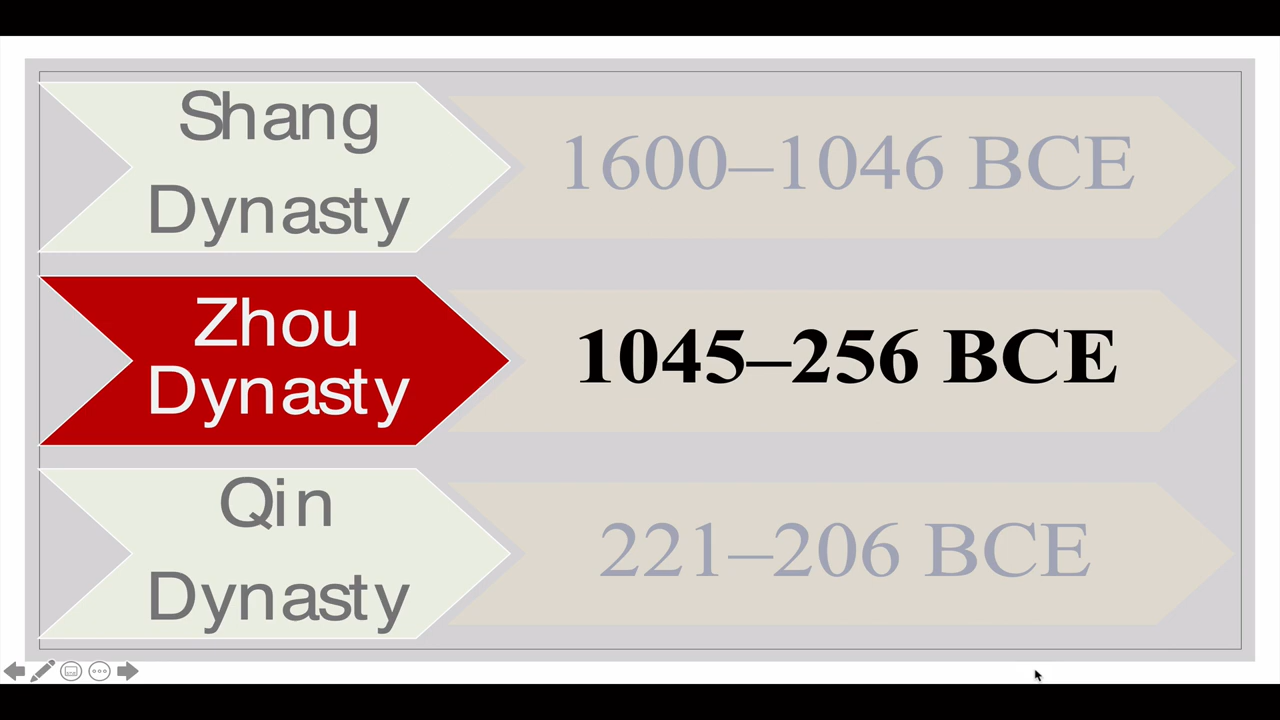 Shang
Dynasty
1600–1046 BCE
Zhou
Dynasty
1045–256 BCE
Qin
Dynasty
221–206 BCE